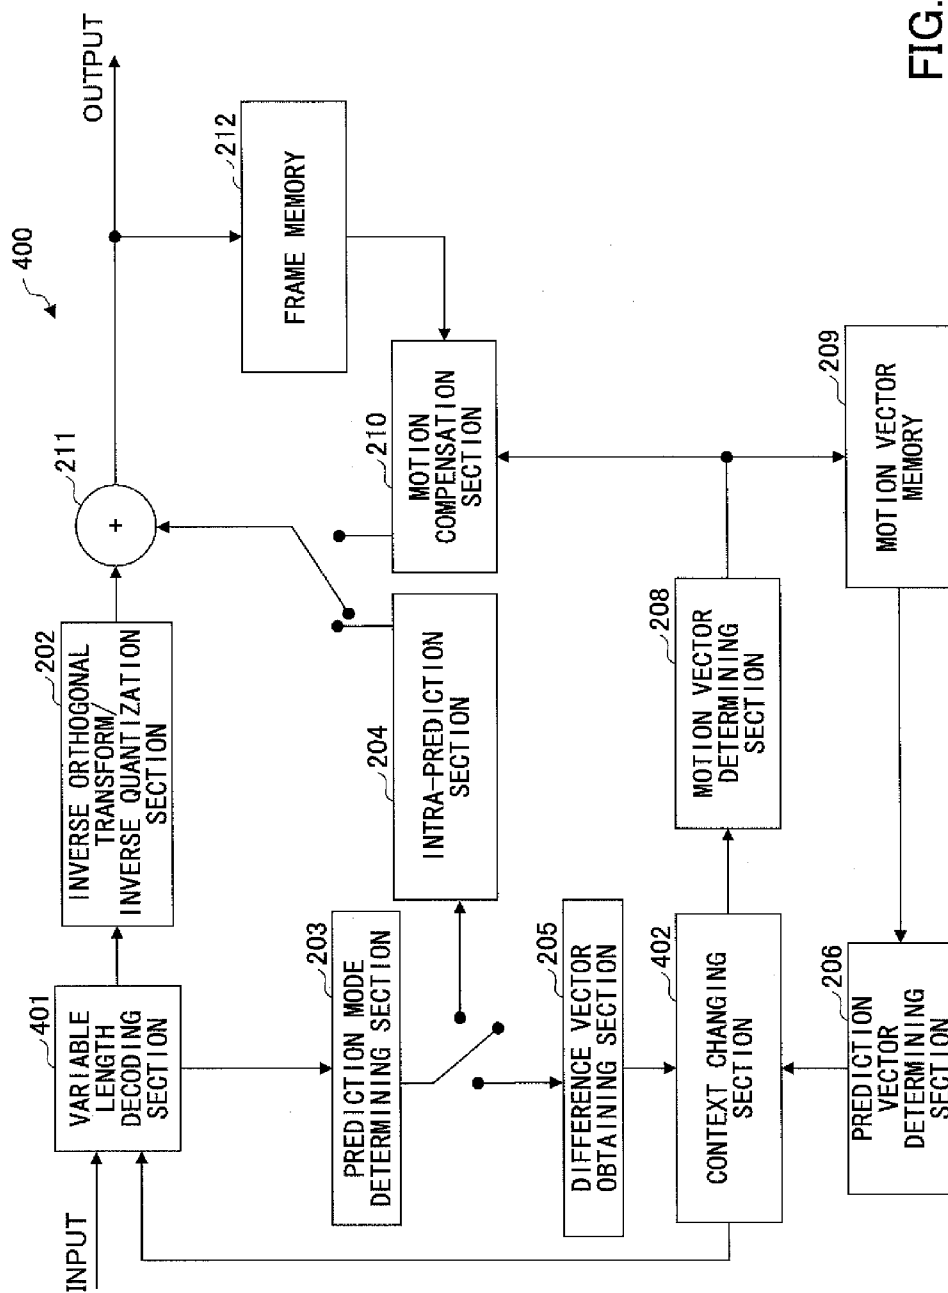 400
INPUT
401
VARIABLE
LENGTH
DECODING
SECTION
202
INVERSE ORTHOGONAL
TRANSFORM/
INVERSE QUANTIZATION
SECTION
211
+
OUTPUT
203
PREDICTION MODE
DETERMINING SECTION
204
INTRA-PREDICTION
SECTION
210
MOTION
COMPENSATION
SECTION
212
FRAME MEMORY
205
DIFFERENCE VECTOR
OBTAINING SECTION
402
CONTEXT CHANGING
SECTION
208
MOTION VECTOR
DETERMINING
SECTION
209
MOTION VECTOR
MEMORY
206
PREDICTION
VECTOR
DETERMINING
SECTION
FIG.